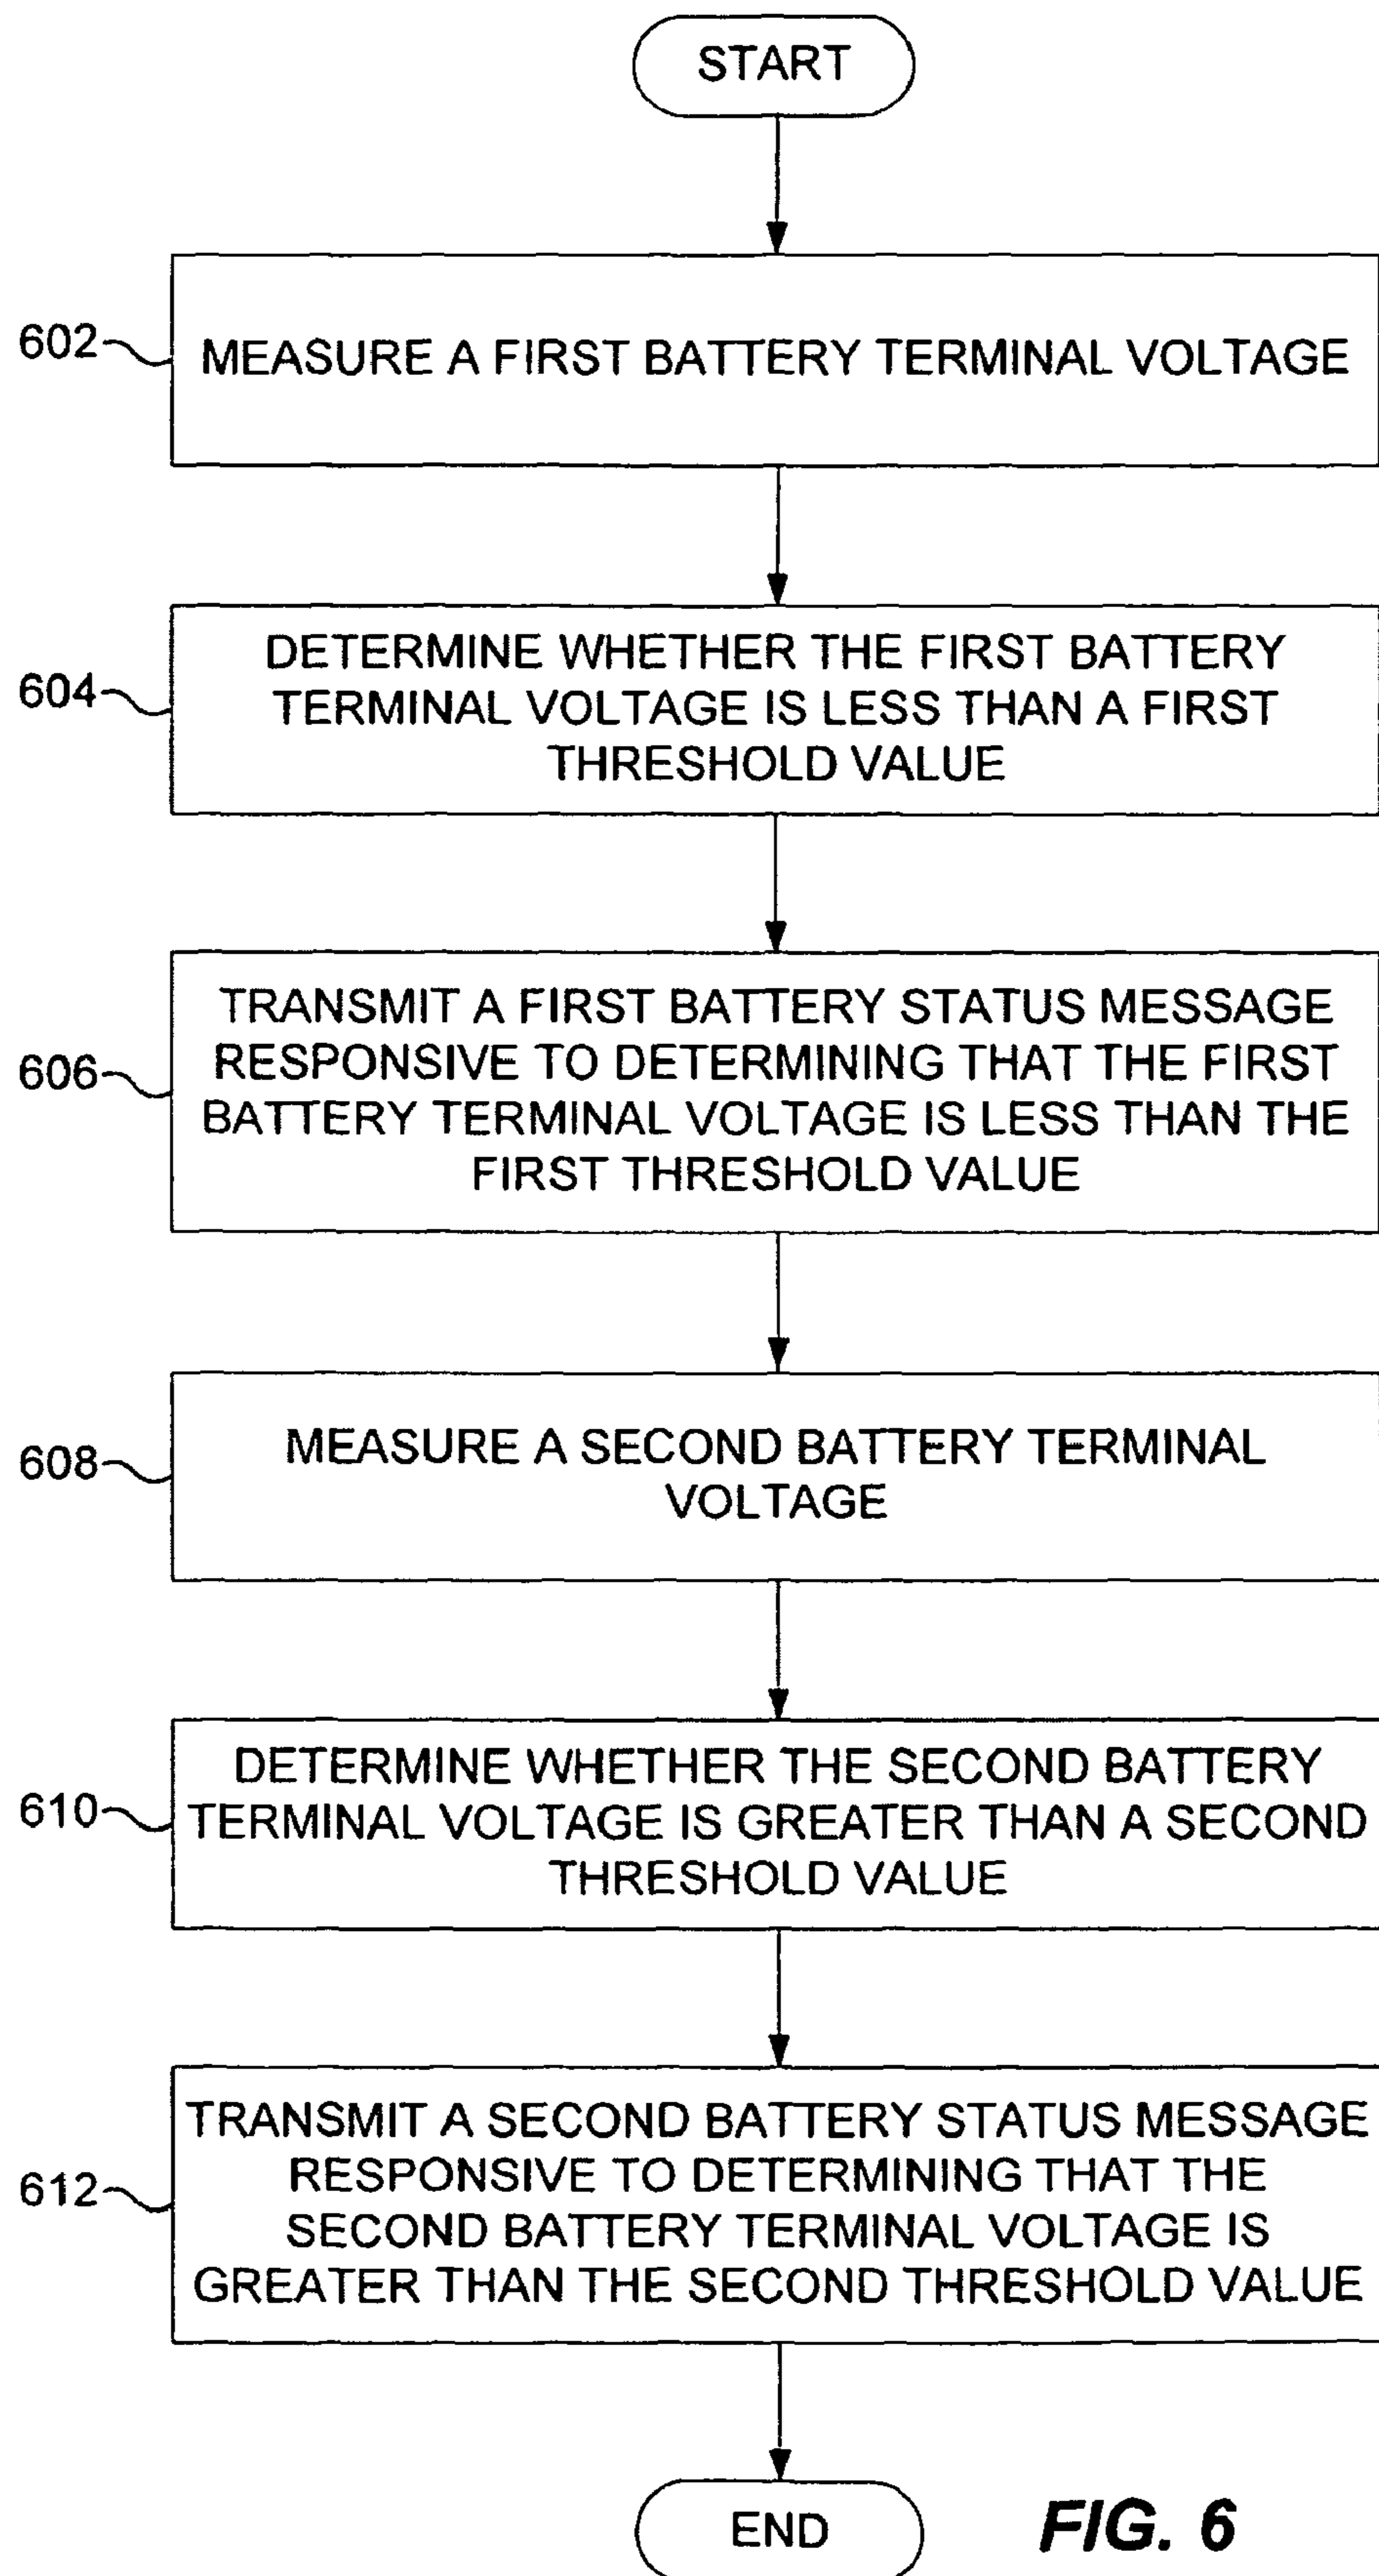 START
602
MEASURE A FIRST BATTERY TERMINAL VOLTAGE
604
DETERMINE WHETHER THE FIRST BATTERY
TERMINAL VOLTAGE IS LESS THAN A FIRST
THRESHOLD VALUE
606
TRANSMIT A FIRST BATTERY STATUS MESSAGE
RESPONSIVE TO DETERMINING THAT THE FIRST
BATTERY TERMINAL VOLTAGE IS LESS THAN THE
FIRST THRESHOLD VALUE
608
MEASURE A SECOND BATTERY TERMINAL
VOLTAGE
610
DETERMINE WHETHER THE SECOND BATTERY
TERMINAL VOLTAGE IS GREATER THAN A SECOND
THRESHOLD VALUE
612
TRANSMIT A SECOND BATTERY STATUS MESSAGE
RESPONSIVE TO DETERMINING THAT THE
SECOND BATTERY TERMINAL VOLTAGE IS
GREATER THAN THE SECOND THRESHOLD VALUE
END
FIG. 6